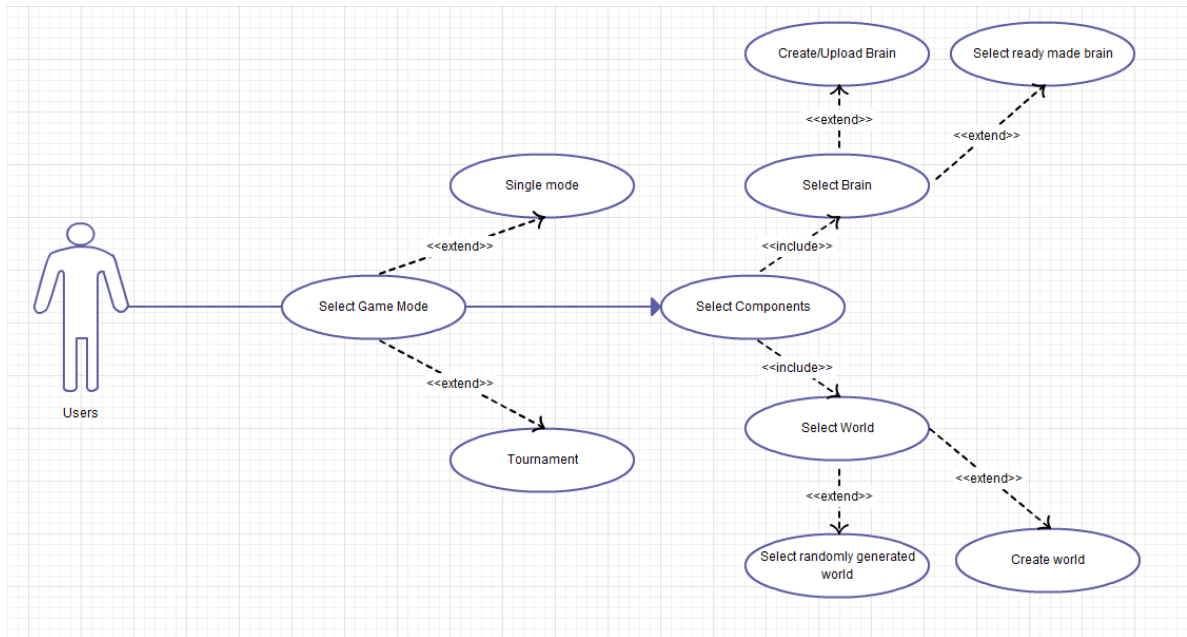 Create/Upload Brain
Select ready made brain
<<extend>>
<<extend>>
Single mode
Select Brain
<<extend>>
<<include>>
Select Game Mode
Select Components
<<include>>
<<extend>>
Users
Select World
Tournament
<<extend>>
<<extend>>
Select randomly generated
world
Create world